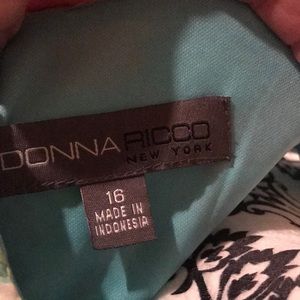 DONNA RICCO
NEW YORK
16
MADE IN
INDONESIA